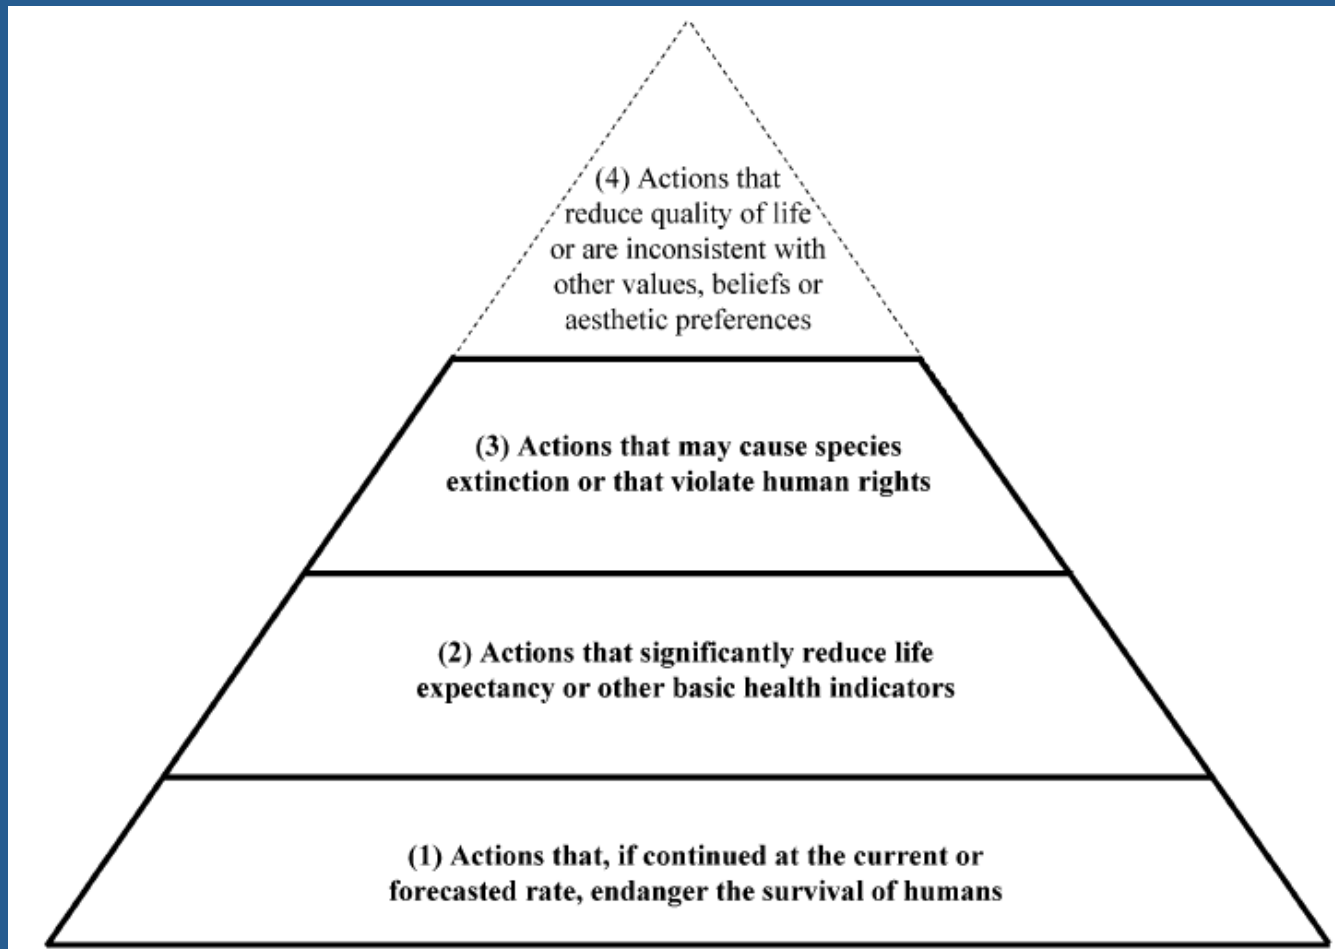 (4) Actions that
reduce quality of life
or are inconsistent with
other values, beliefs or
aesthetic preferences
(3) Actions that may cause species
extinction or that violate human rights
(2) Actions that significantly reduce life
expectancy or other basic health indicators
(1) Actions that, if continued at the current or
forecasted rate, endanger the survival of humans